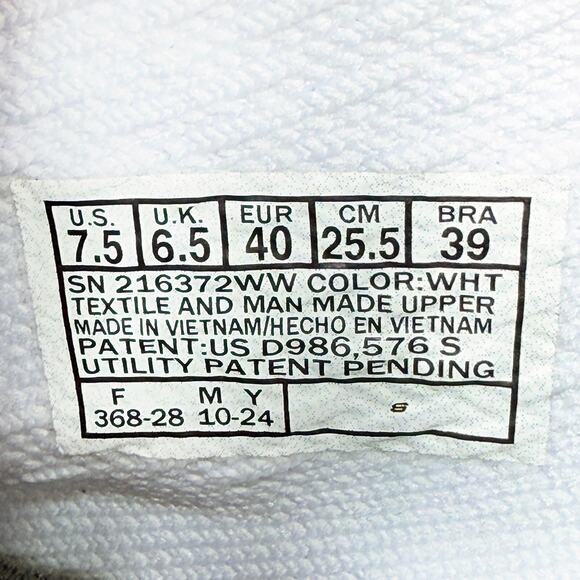 U.S. U.K. EUR CM BRA
7.5 6.5 40 25.5 39
SN 216372WW COLOR:WHT
TEXTILE AND MAN MADE UPPER
MADE IN VIETNAM/HECHO EN VIETNAM
PATENT:US D986,576 S
UTILITY PATENT PENDING
F M Y
368-28 10-24
S